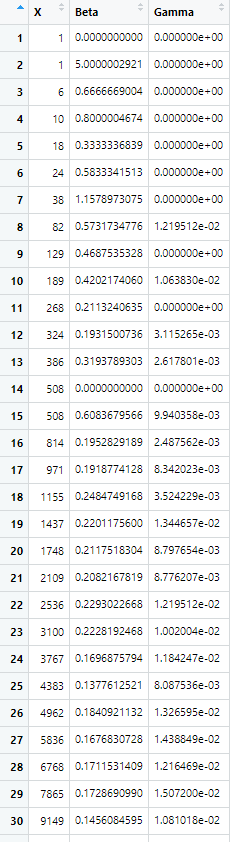 X Beta Gamma
1 1 0.0000000000 0.000000e+00
2 1 5.0000002921 0.000000e+00
3 6 0.6666669004 0.000000e+00
4 10 0.8000004674 0.000000e+00
5 18 0.3333336839 0.000000e+00
6 24 0.5833341513 0.000000e+00
7 38 1.1578973075 0.000000e+00
8 82 0.5731734776 1.219512e-02
9 129 0.4687535328 0.000000e+00
10 189 0.4202174060 1.063830e-02
11 268 0.2113240635 0.000000e+00
12 324 0.1931500736 3.115265e-03
13 386 0.3193789303 2.617801e-03
14 508 0.0000000000 0.000000e+00
15 508 0.6083679566 9.940358e-03
16 814 0.1952829189 2.487562e-03
17 971 0.1918774128 8.342023e-03
18 1155 0.2484749168 3.524229e-03
19 1437 0.2201175600 1.344657e-02
20 1748 0.2117518304 8.797654e-03
21 2109 0.2082167819 8.776207e-03
22 2536 0.2293022668 1.219512e-02
23 3100 0.2228192468 1.002004e-02
24 3767 0.1696875794 1.184247e-02
25 4383 0.1377612521 8.087536e-03
26 4962 0.1840921132 1.326595e-02
27 5836 0.1676830728 1.438849e-02
28 6768 0.1711531409 1.216469e-02
29 7865 0.1728690990 1.507200e-02
30 9149 0.1456084595 1.081018e-02